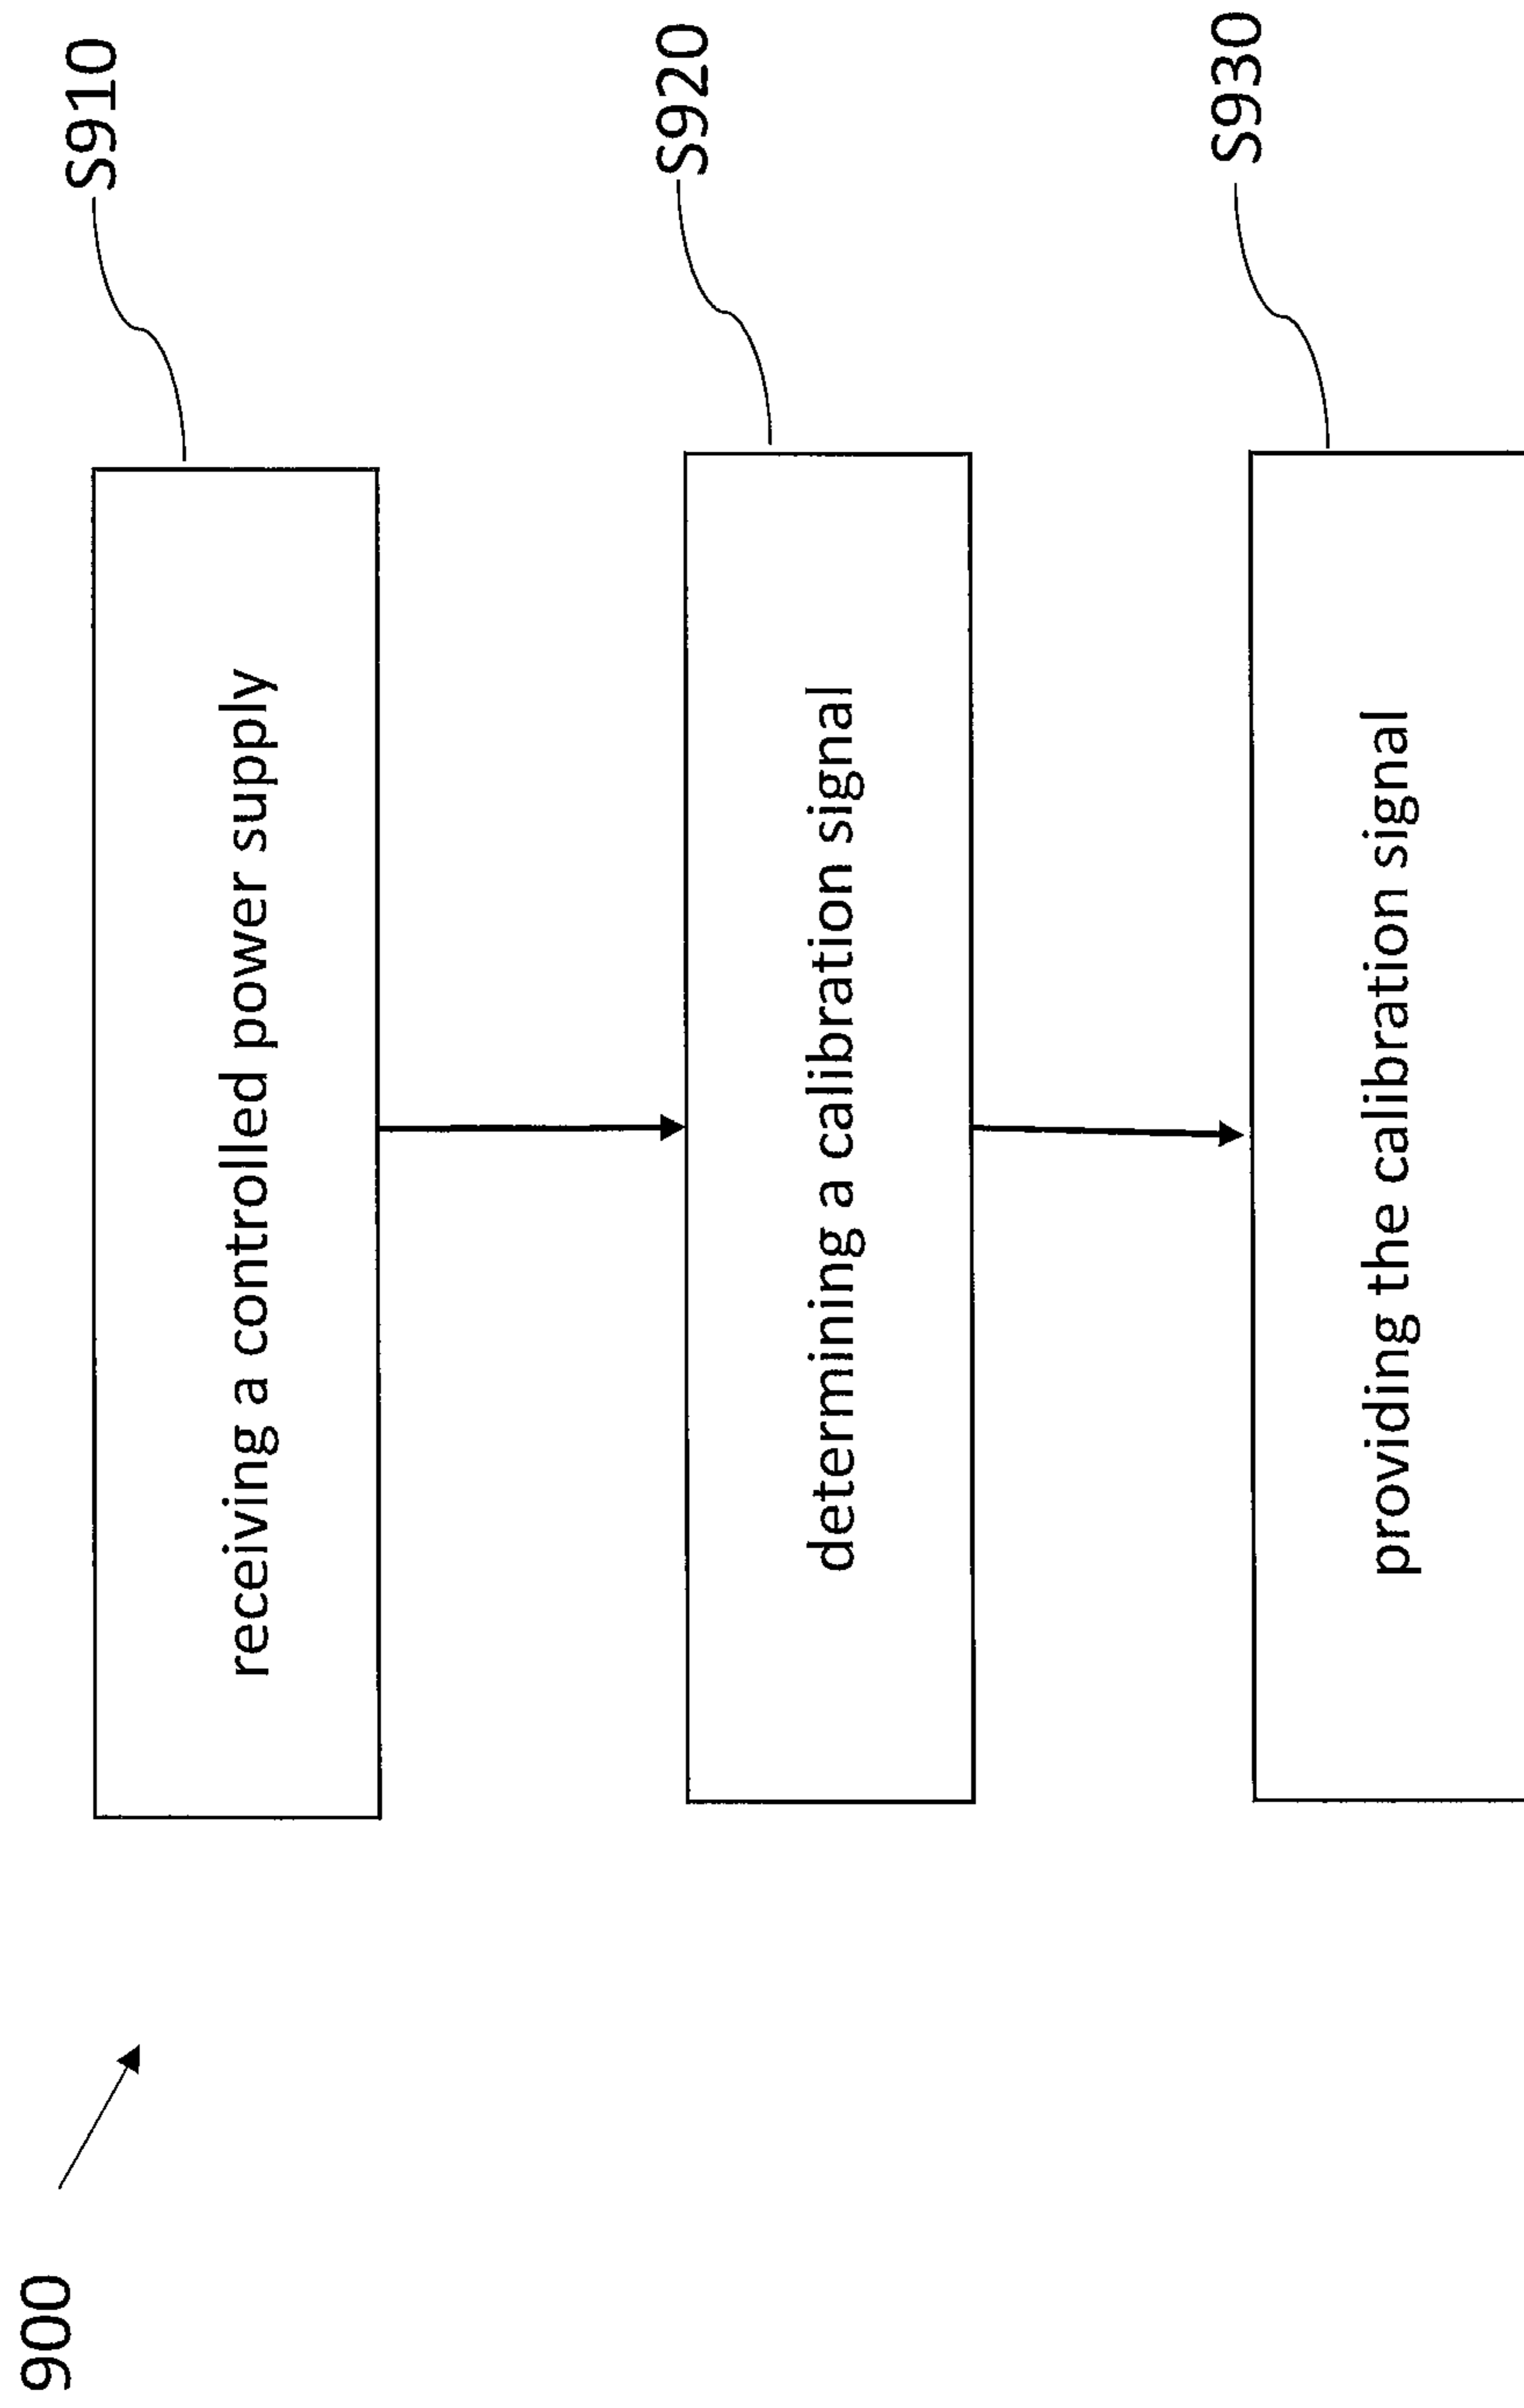 900
receiving a controlled power supply
S910
determining a calibration signal
S920
providing the calibration signal
S930